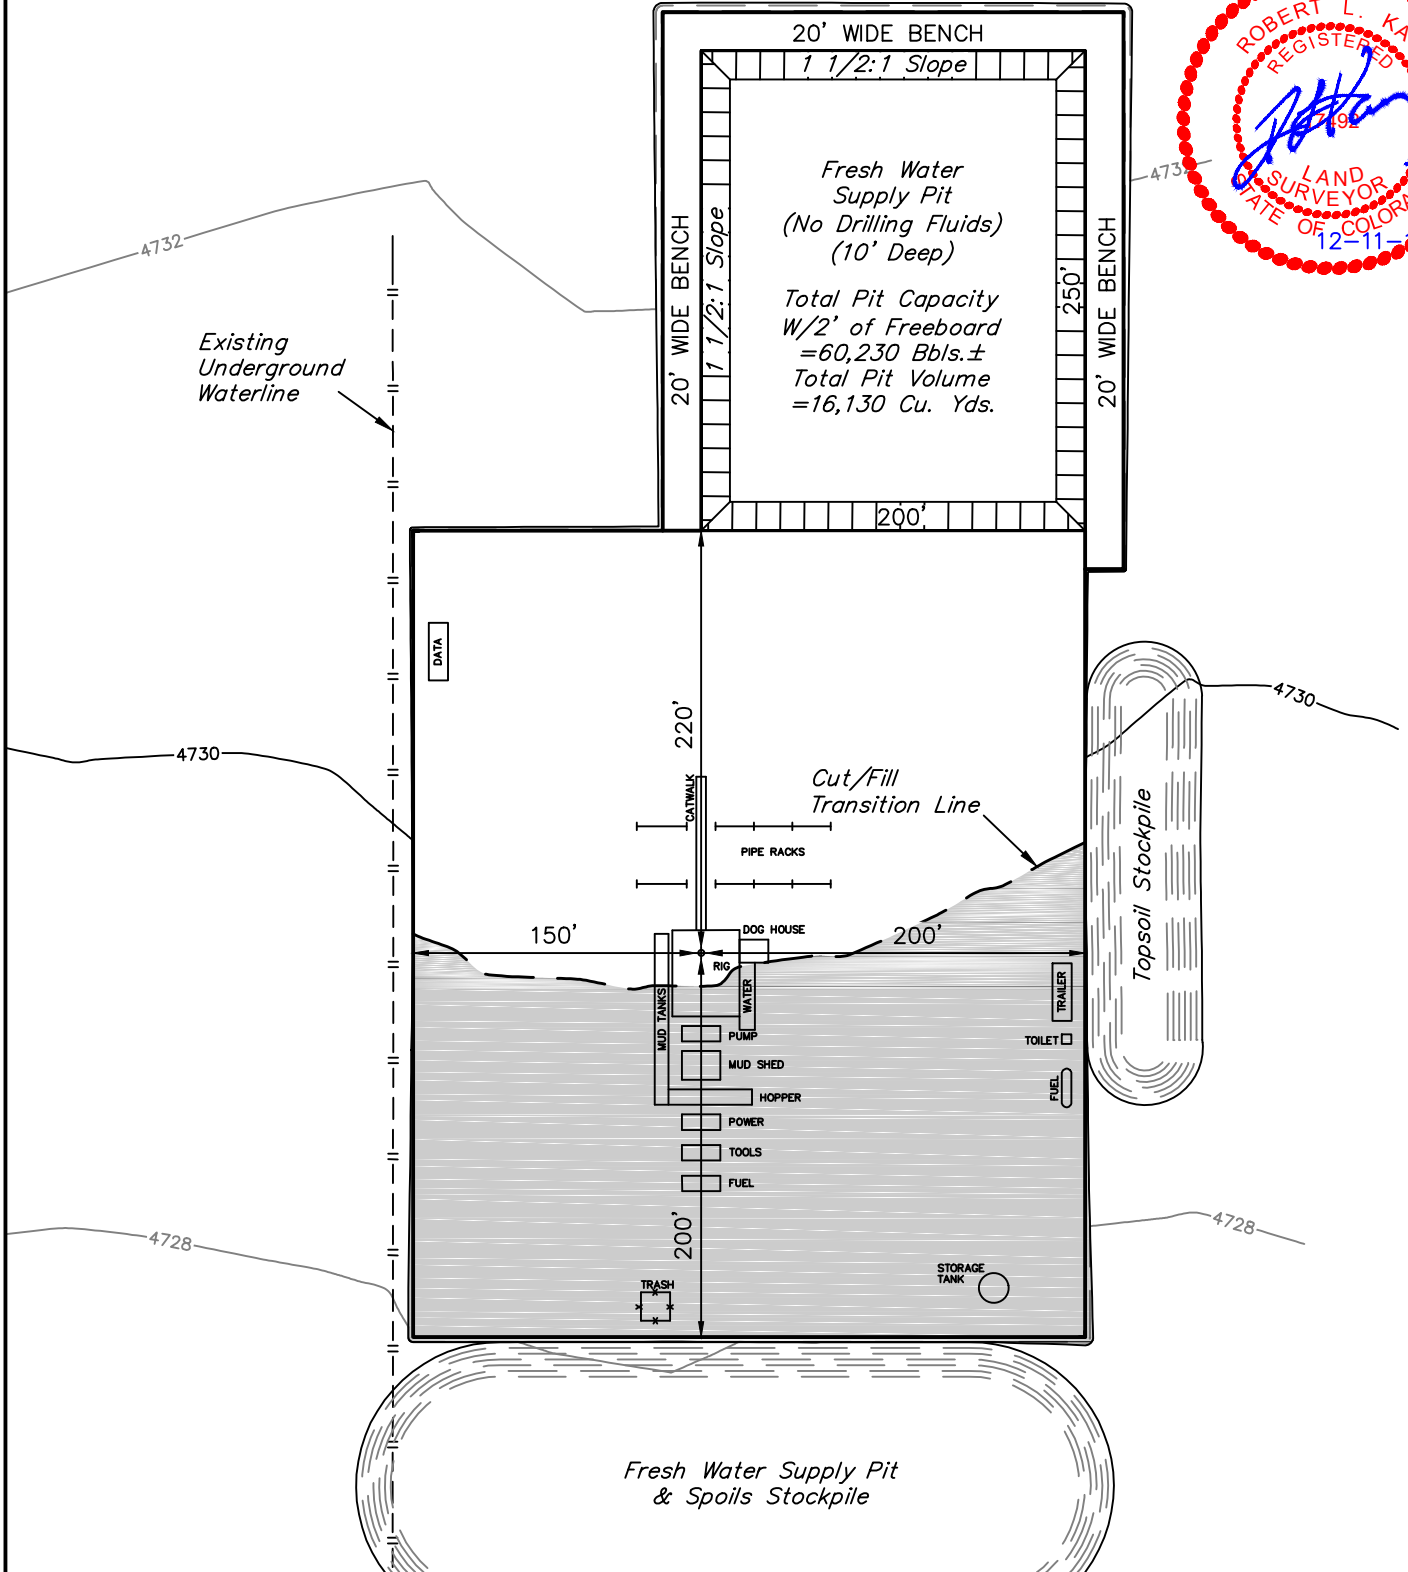 20' WIDE BENCH
1 1/2:1 Slope
ROBERT L.
REGISTERED
LAND
SURVEYOR
STATE OF
12-11-
Fresh Water
Supply Pit
(No Drilling Fluids)
(10' Deep)
Total Pit Capacity
W/2' of Freeboard
=60,230 Bbls.±
Total Pit Volume
=16,130 Cu. Yds.
20' WIDE BENCH
1 1/2:1 Slope
250'
20' WIDE BENCH
4732
4732
Existing
Underground
Waterline
200'
DATA
220'
4730
4730
CATWALK
Cut/Fill
Transition Line
PIPE RACKS
Topsoil Stockpile
DOG HOUSE
150'
200'
RIG
MUD TANKS
WATER
TRAILER
PUMP
TOILET
MUD SHED
FUEL
HOPPER
POWER
TOOLS
FUEL
200'
4728
4728
STORAGE
TANK
TRASH
Fresh Water Supply Pit
& Spoils Stockpile